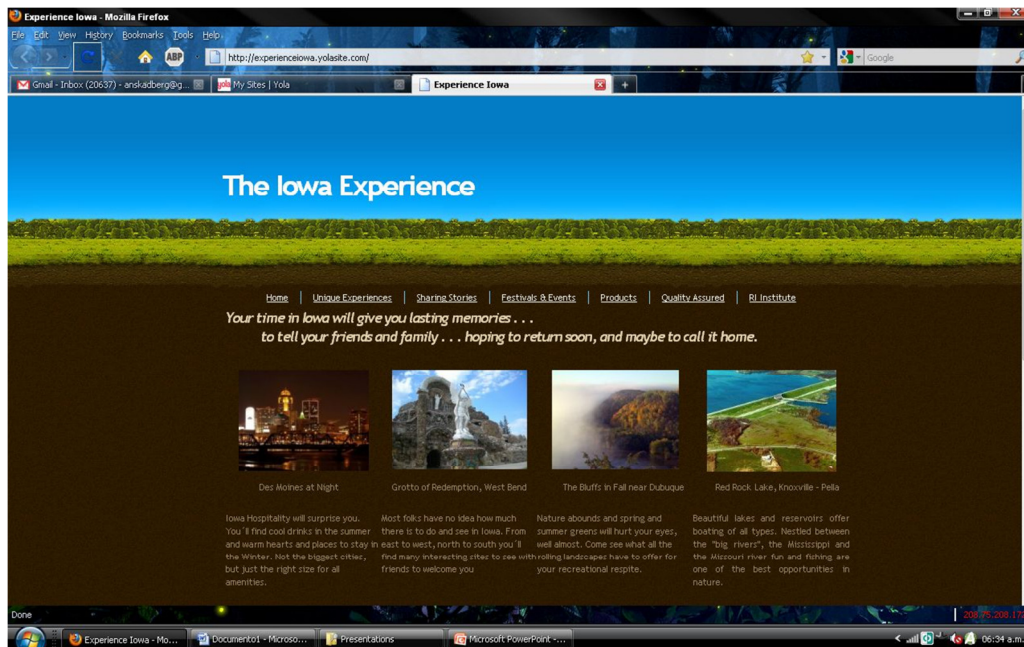 Experience Iowa - Mozilla Firefox
File Edit View History Bookmarks Tools Help
ABP http://experienceiowa.yolasite.com/ Google
Gmail - Inbox (20637) - anskadberg@g... yola My Sites | Yola Experience Iowa +
The Iowa Experience
Home | Unique Experiences | Sharing Stories | Festivals & Events | Products | Quality Assured | RI Institute
Your time in Iowa will give you lasting memories . . .
to tell your friends and family . . . hoping to return soon, and maybe to call it home.
Des Moines at Night
Grotto of Redemption, West Bend
The Bluffs in Fall near Dubuque
Red Rock Lake, Knoxville - Pella
Iowa Hospitality will surprise you.
You´ll find cool drinks in the summer
and warm hearts and places to stay in
the Winter. Not the biggest cities,
but just the right size for all
amenities.
Most folks have no idea how much
there is to do and see in Iowa. From
east to west, north to south you´ll
find many interesting sites to see with
friends to welcome you
Nature abounds and spring and
summer greens will hurt your eyes,
well almost. Come see what all the
rolling landscapes have to offer for
your recreational respite.
Beautiful lakes and reservoirs offer
boating of all types. Nestled between
the "big rivers", the Mississippi and
the Missouri river fun and fishing are
one of the best opportunities in
nature.
Done
Experience Iowa - Mo... Documento1 - Microso... Presentations Microsoft PowerPoint -... 06:34 a.m.